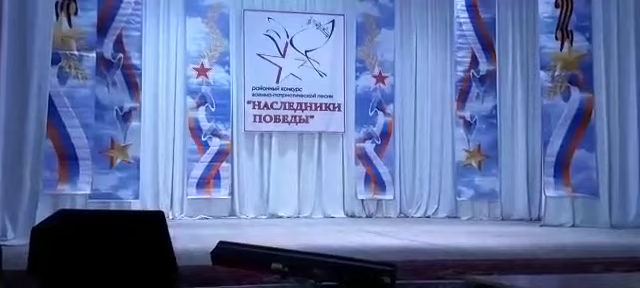 районный конкурс
военно-патриотической песни
"НАСЛЕДНИКИ
ПОБЕДЫ"